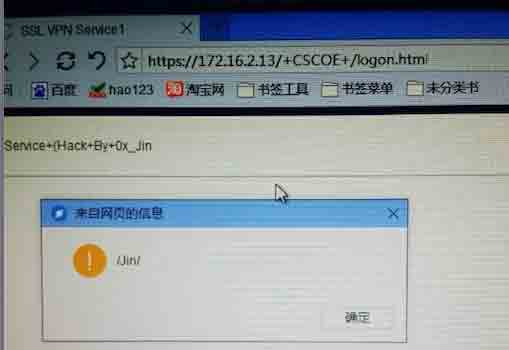 SSL VPN Service1
https://172.16.2.13/+CSCOE+/logon.html
问 百度 hao123 淘宝网 书签工具 书签菜单 未分类书
Service+(Hack+By+0x_Jin
来自网页的信息
/Jin/
确定